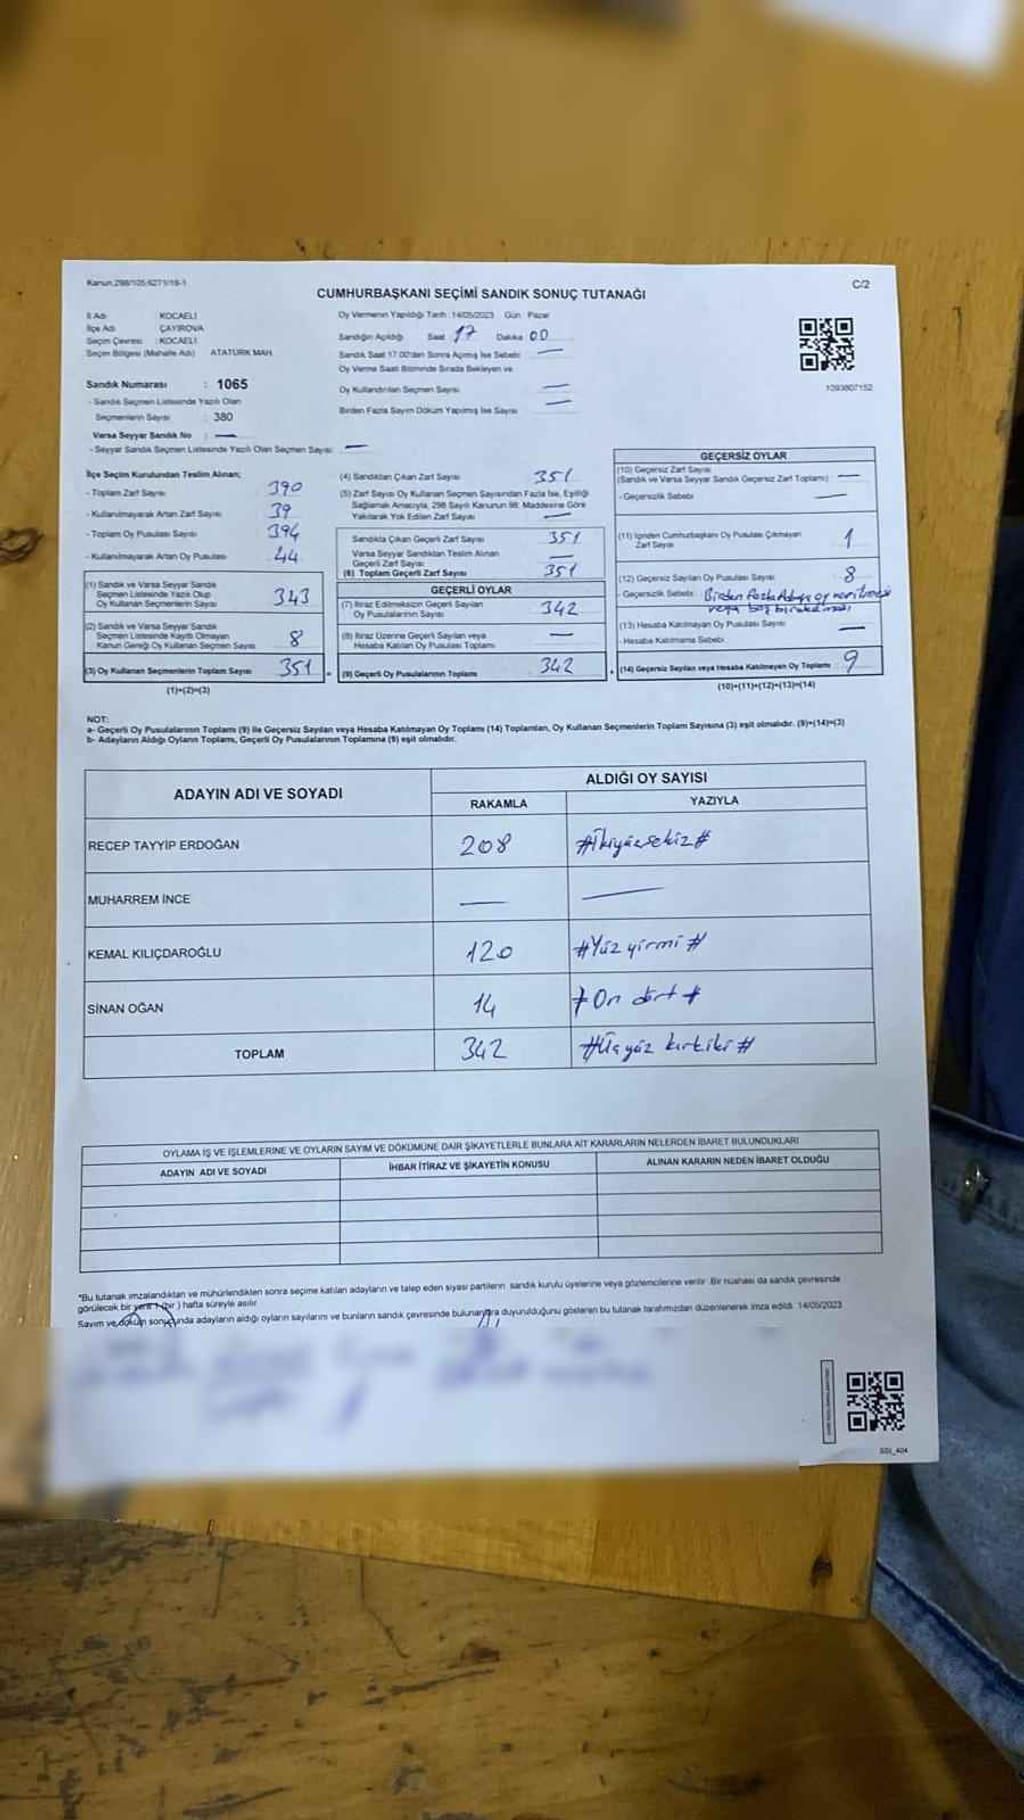 Kanun:298/105,6271/19-1
C/2
CUMHURBAŞKANI SEÇİMİ SANDIK SONUÇ TUTANAĞI
İl Adı : KOCAELİ
İlçe Adı : ÇAYIROVA
Seçim Çevresi : KOCAELİ
Seçim Bölgesi (Mahalle Adı) ATATÜRK MAH.
Sandık Numarası : 1065
- Sandık Seçmen Listesinde Yazılı Olan
Seçmenlerin Sayısı : 380
Varsa Seyyar Sandık No : —
- Seyyar Sandık Seçmen Listesinde Yazılı Olan Seçmen Sayısı: —
Oy Vermenin Yapıldığı Tarih : 14/05/2023 Gün : Pazar
Sandığın Açıldığı Saat 17 Dakika 00
Sandık Saat 17.00'dan Sonra Açılmış İse Sebebi —
Oy Verme Saati Bitiminde Sırada Bekleyen ve
Oy Kullandırılan Seçmen Sayısı —
Birden Fazla Sayım Döküm Yapılmış İse Sayısı —
1093807152
İlçe Seçim Kurulundan Teslim Alınan;
- Toplam Zarf Sayısı 390
- Kullanılmayarak Artan Zarf Sayısı 39
- Toplam Oy Pusulası Sayısı 394
- Kullanılmayarak Artan Oy Pusulası 44
(1) Sandık ve Varsa Seyyar Sandık
Seçmen Listesinde Yazılı Olup
Oy Kullanan Seçmenlerin Sayısı 343
(2) Sandık ve Varsa Seyyar Sandık
Seçmen Listesinde Kayıtlı Olmayan
Kanun Gereği Oy Kullanan Seçmen Sayısı 8
(3) Oy Kullanan Seçmenlerin Toplam Sayısı 351
(1)+(2)=(3)
(4) Sandıktan Çıkan Zarf Sayısı 351
(5) Zarf Sayısı Oy Kullanan Seçmen Sayısından Fazla İse, Eşitliği
Sağlamak Amacıyla, 298 Sayılı Kanunun 98. Maddesine Göre
Yakılarak Yok Edilen Zarf Sayısı —
Sandıkta Çıkan Geçerli Zarf Sayısı 351
Varsa Seyyar Sandıktan Teslim Alınan
Geçerli Zarf Sayısı —
(6) Toplam Geçerli Zarf Sayısı 351
GEÇERLİ OYLAR
(7) İtiraz Edilmeksizin Geçerli Sayılan
Oy Pusulalarının Sayısı 342
(8) İtiraz Üzerine Geçerli Sayılan veya
Hesaba Katılan Oy Pusulaları Toplamı —
(9) Geçerli Oy Pusulalarının Toplamı 342
GEÇERSİZ OYLAR
(10) Geçersiz Zarf Sayısı
(Sandık ve Varsa Seyyar Sandık Geçersiz Zarf Toplamı) —
- Geçersizlik Sebebi —
(11) İçinden Cumhurbaşkanı Oy Pusulası Çıkmayan
Zarf Sayısı 1
(12) Geçersiz Sayılan Oy Pusulası Sayısı 8
- Geçersizlik Sebebi : Birden Fazla Adaya oy verilmesi
veya boş bırakılması
(13) Hesaba Katılmayan Oy Pusulası Sayısı —
- Hesaba Katılmama Sebebi
(14) Geçersiz Sayılan veya Hesaba Katılmayan Oy Toplamı 9
(10)+(11)+(12)+(13)=(14)
NOT:
a- Geçerli Oy Pusulalarının Toplamı (9) ile Geçersiz Sayılan veya Hesaba Katılmayan Oy Toplamı (14) Toplamları, Oy Kullanan Seçmenlerin Toplam Sayısına (3) eşit olmalıdır. (9)+(14)=(3)
b- Adayların Aldığı Oyların Toplamı, Geçerli Oy Pusulalarının Toplamına (9) eşit olmalıdır.
ADAYIN ADI VE SOYADI
ALDIĞI OY SAYISI
RAKAMLA YAZIYLA
RECEP TAYYİP ERDOĞAN 208 #İkiyüzsekiz#
MUHARREM İNCE — —
KEMAL KILIÇDAROĞLU 120 #Yüz yirmi#
SİNAN OĞAN 14 #On dört#
TOPLAM 342 #Üçyüz kırkiki#
OYLAMA İŞ VE İŞLEMLERİNE VE OYLARIN SAYIM VE DÖKÜMÜNE DAİR ŞİKAYETLERLE BUNLARA AİT KARARLARIN NELERDEN İBARET BULUNDUKLARI
ADAYIN ADI VE SOYADI İHBAR İTİRAZ VE ŞİKAYETİN KONUSU ALINAN KARARIN NEDEN İBARET OLDUĞU
*Bu tutanak imzalandıktan ve mühürlendikten sonra seçime katılan adayların ve talep eden siyasi partilerin sandık kurulu üyelerine veya gözlemcilerine verilir. Bir nüshası da sandık çevresinde
görülecek bir yere 1 (bir) hafta süreyle asılır.
Sayım ve döküm sonucunda adayların aldığı oyların sayılarını ve bunların sandık çevresinde bulunanlara duyurulduğunu gösteren bu tutanak tarafımızdan düzenlenerek imza edildi. 14/05/2023